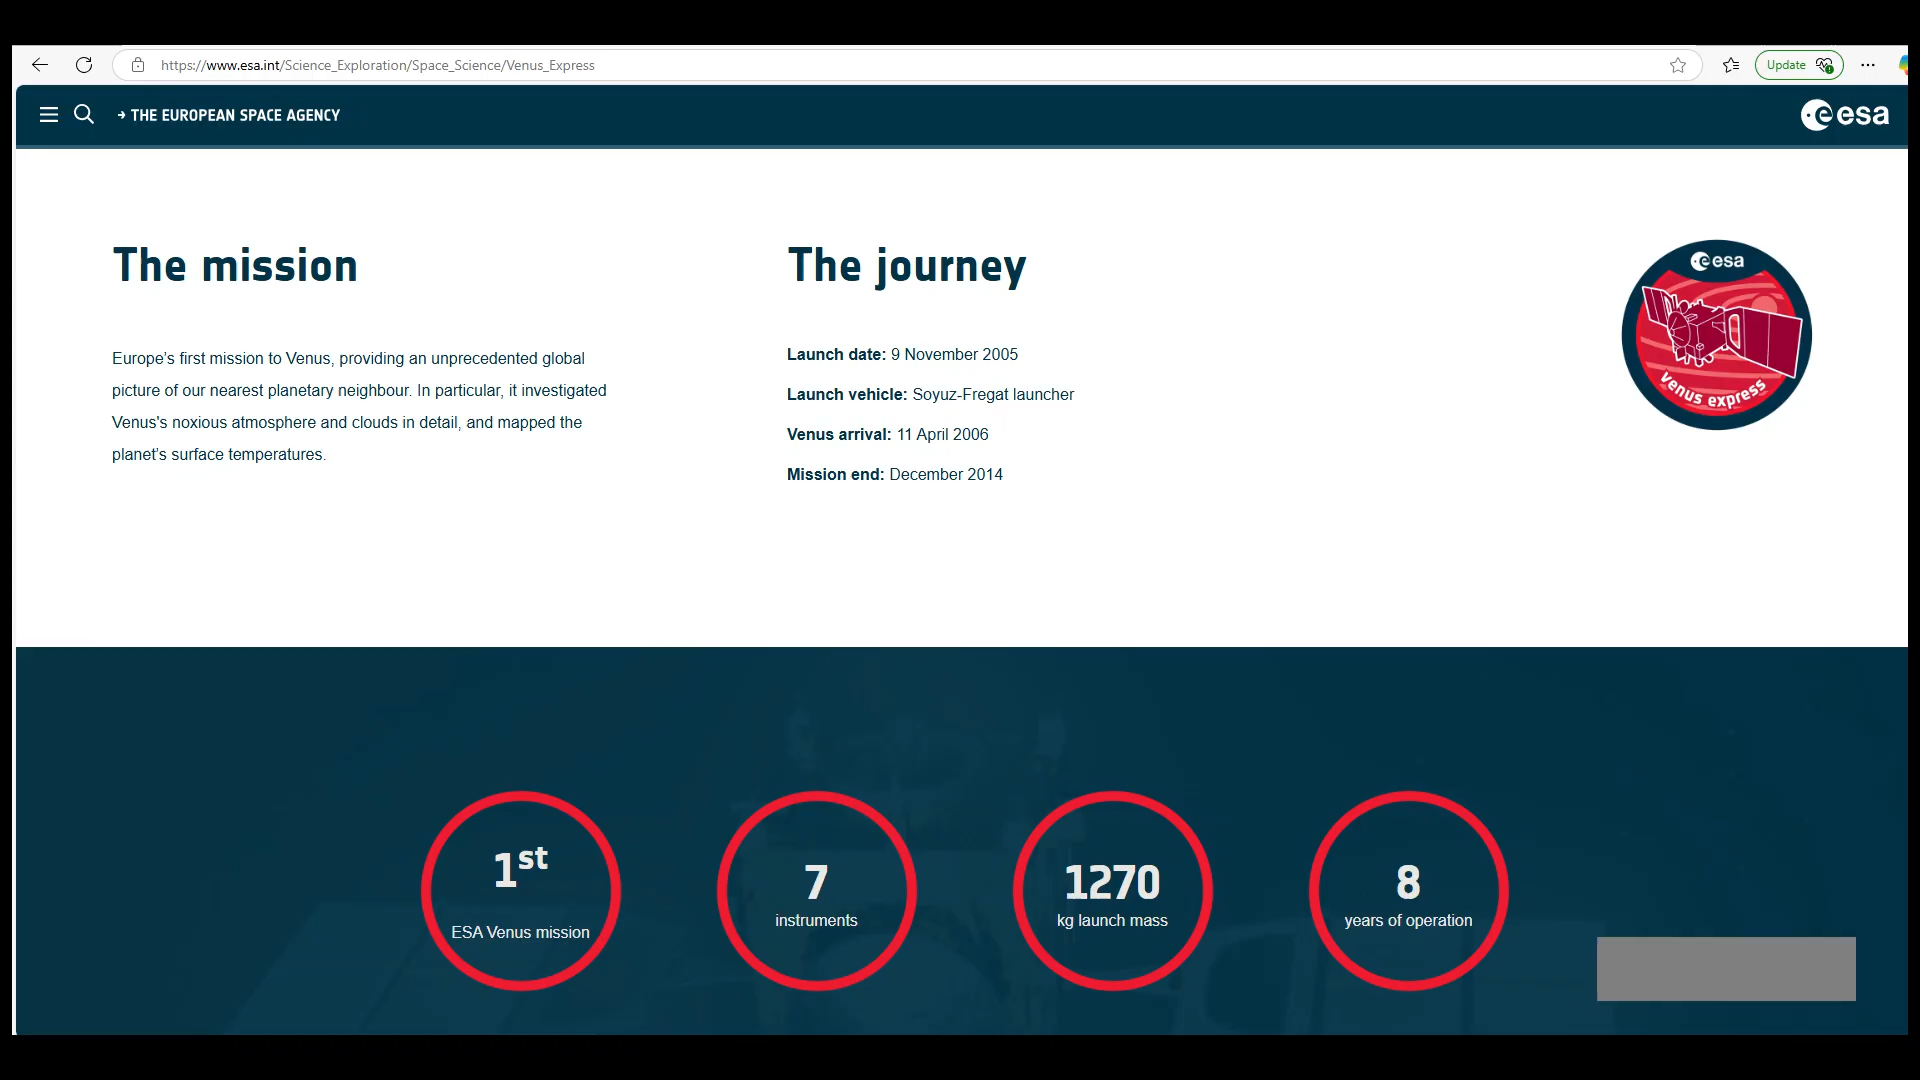 https://www.esa.int/Science_Exploration/Space_Science/Venus_Express
Update
→ THE EUROPEAN SPACE AGENCY
esa
The mission
Europe’s first mission to Venus, providing an unprecedented global
picture of our nearest planetary neighbour. In particular, it investigated
Venus's noxious atmosphere and clouds in detail, and mapped the
planet’s surface temperatures.
The journey
Launch date: 9 November 2005
Launch vehicle: Soyuz-Fregat launcher
Venus arrival: 11 April 2006
Mission end: December 2014
esa
venus express
1st
ESA Venus mission
7
instruments
1270
kg launch mass
8
years of operation